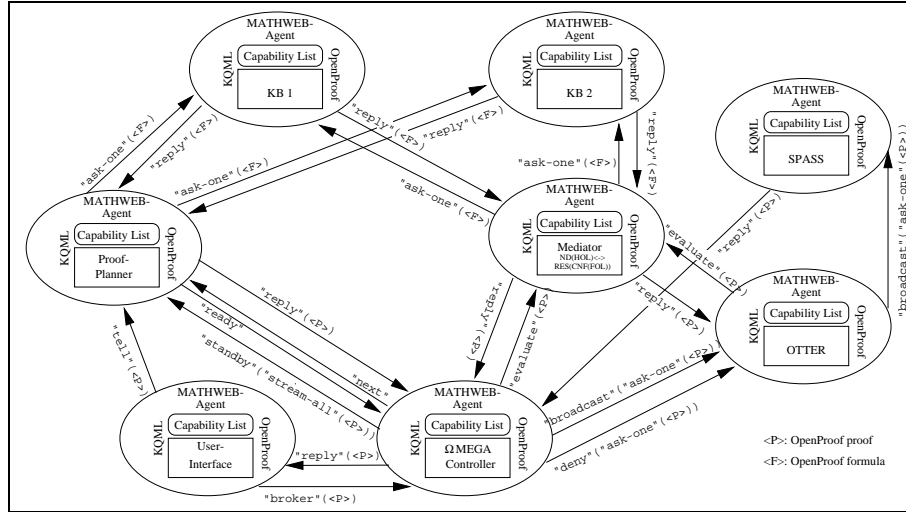 MATHWEB-
Agent
Capability List
KQML
OpenProof
KB 1
MATHWEB-
Agent
Capability List
KQML
OpenProof
KB 2
MATHWEB-
Agent
Capability List
KQML
OpenProof
SPASS
"ask-one"(<F>)
"reply"(<F>)
"reply"(<F>)
"ask-one"(<F>)
"ask-one"(<F>)
"reply"(<F>)
"ask-one"(<F>)
"reply"(<F>)
"reply"(<P>)
"broadcast"("ask-one"(<P>))
MATHWEB-
Agent
Capability List
KQML
OpenProof
Proof-
Planner
MATHWEB-
Agent
Capability List
KQML
OpenProof
Mediator
ND(HOL)<->
RES(CNF(FOL))
MATHWEB-
Agent
Capability List
KQML
OpenProof
OTTER
"evaluate"(<P>)
"reply"(<P>)
"reply"(<P>)
"ready"
"standby"("stream-all"(<P>))
"next"
"tell"(<P>)
"reply"(<P>)
"evaluate"(<P>)
"broadcast"("ask-one"(<P>))
"deny"("ask-one"(<P>))
MATHWEB-
Agent
Capability List
KQML
OpenProof
User-
Interface
"reply"(<P>)
"broker"(<P>)
MATHWEB-
Agent
Capability List
KQML
OpenProof
ΩMEGA
Controller
<P>: OpenProof proof
<F>: OpenProof formula